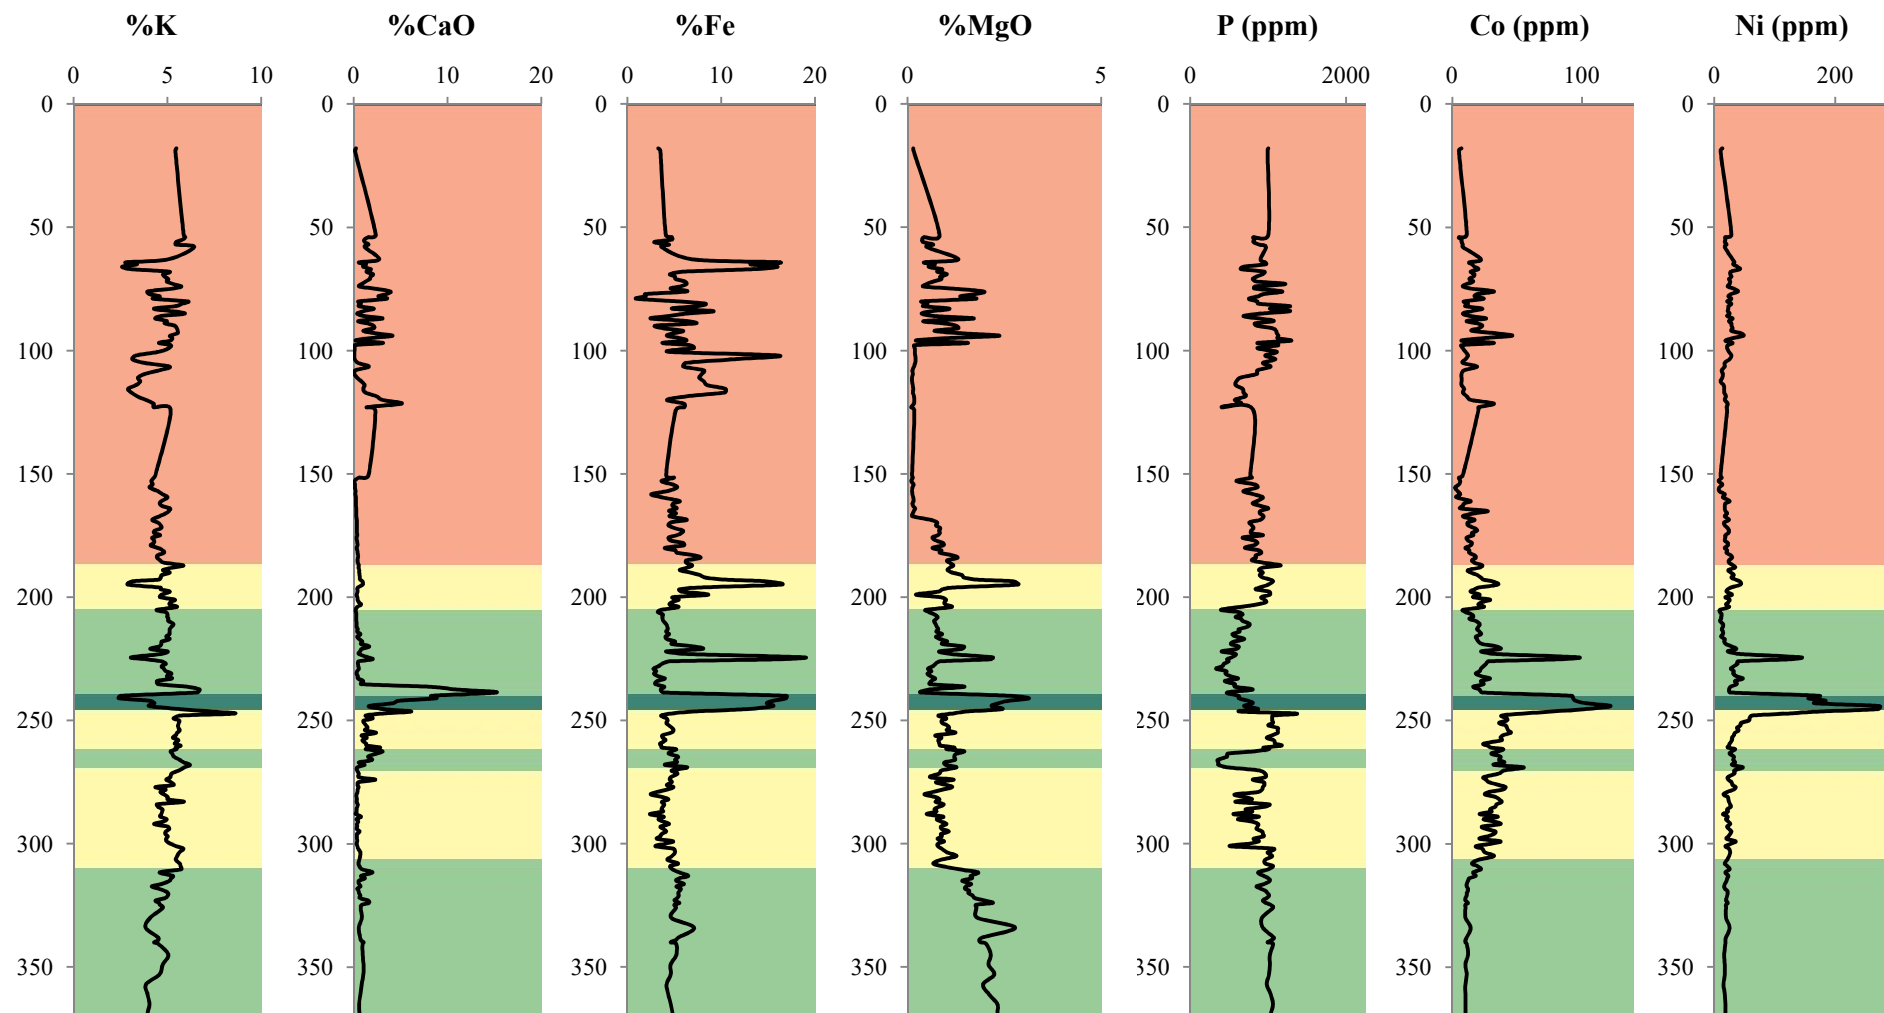 %K %CaO %Fe %MgO P (ppm) Co (ppm) Ni (ppm)
0 5 10 0 10 20 0 10 20 0 5 0 2000 0 100 0 200
0 0 0 0 0 0 0
50 50 50 50 50 50 50
100 100 100 100 100 100 100
150 150 150 150 150 150 150
200 200 200 200 200 200 200
250 250 250 250 250 250 250
300 300 300 300 300 300 300
350 350 350 350 350 350 350